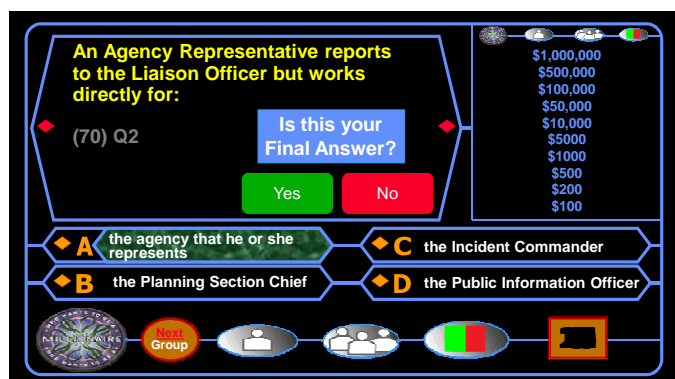 An Agency Representative reports
to the Liaison Officer but works
directly for:
(70) Q2
Is this your
Final Answer?
Yes
No
$1,000,000
$500,000
$100,000
$50,000
$10,000
$5000
$1000
$500
$200
$100
A
the agency that he or she
represents
C
the Incident Commander
B
the Planning Section Chief
D
the Public Information Officer
MILLIONAIRE
Next
Group